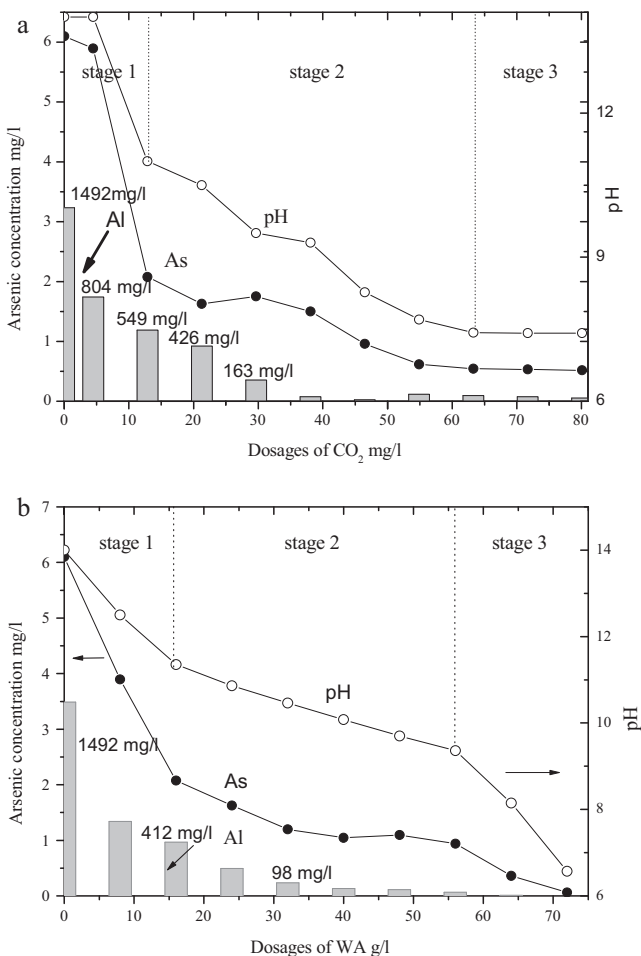 a
6
5
4
3
2
1
0
Arsenic concentration mg/l
stage 1
stage 2
stage 3
1492mg/l
Al
804 mg/l
549 mg/l
426 mg/l
163 mg/l
As
pH
12
9
6
pH
0
10
20
30
40
50
60
70
80
Dosages of CO₂ mg/l
b
7
6
5
4
3
2
1
0
Arsenic concentration mg/l
stage 1
stage 2
stage 3
1492 mg/l
412 mg/l
Al
98 mg/l
As
pH
14
12
10
8
6
pH
0
10
20
30
40
50
60
70
Dosages of WA g/l